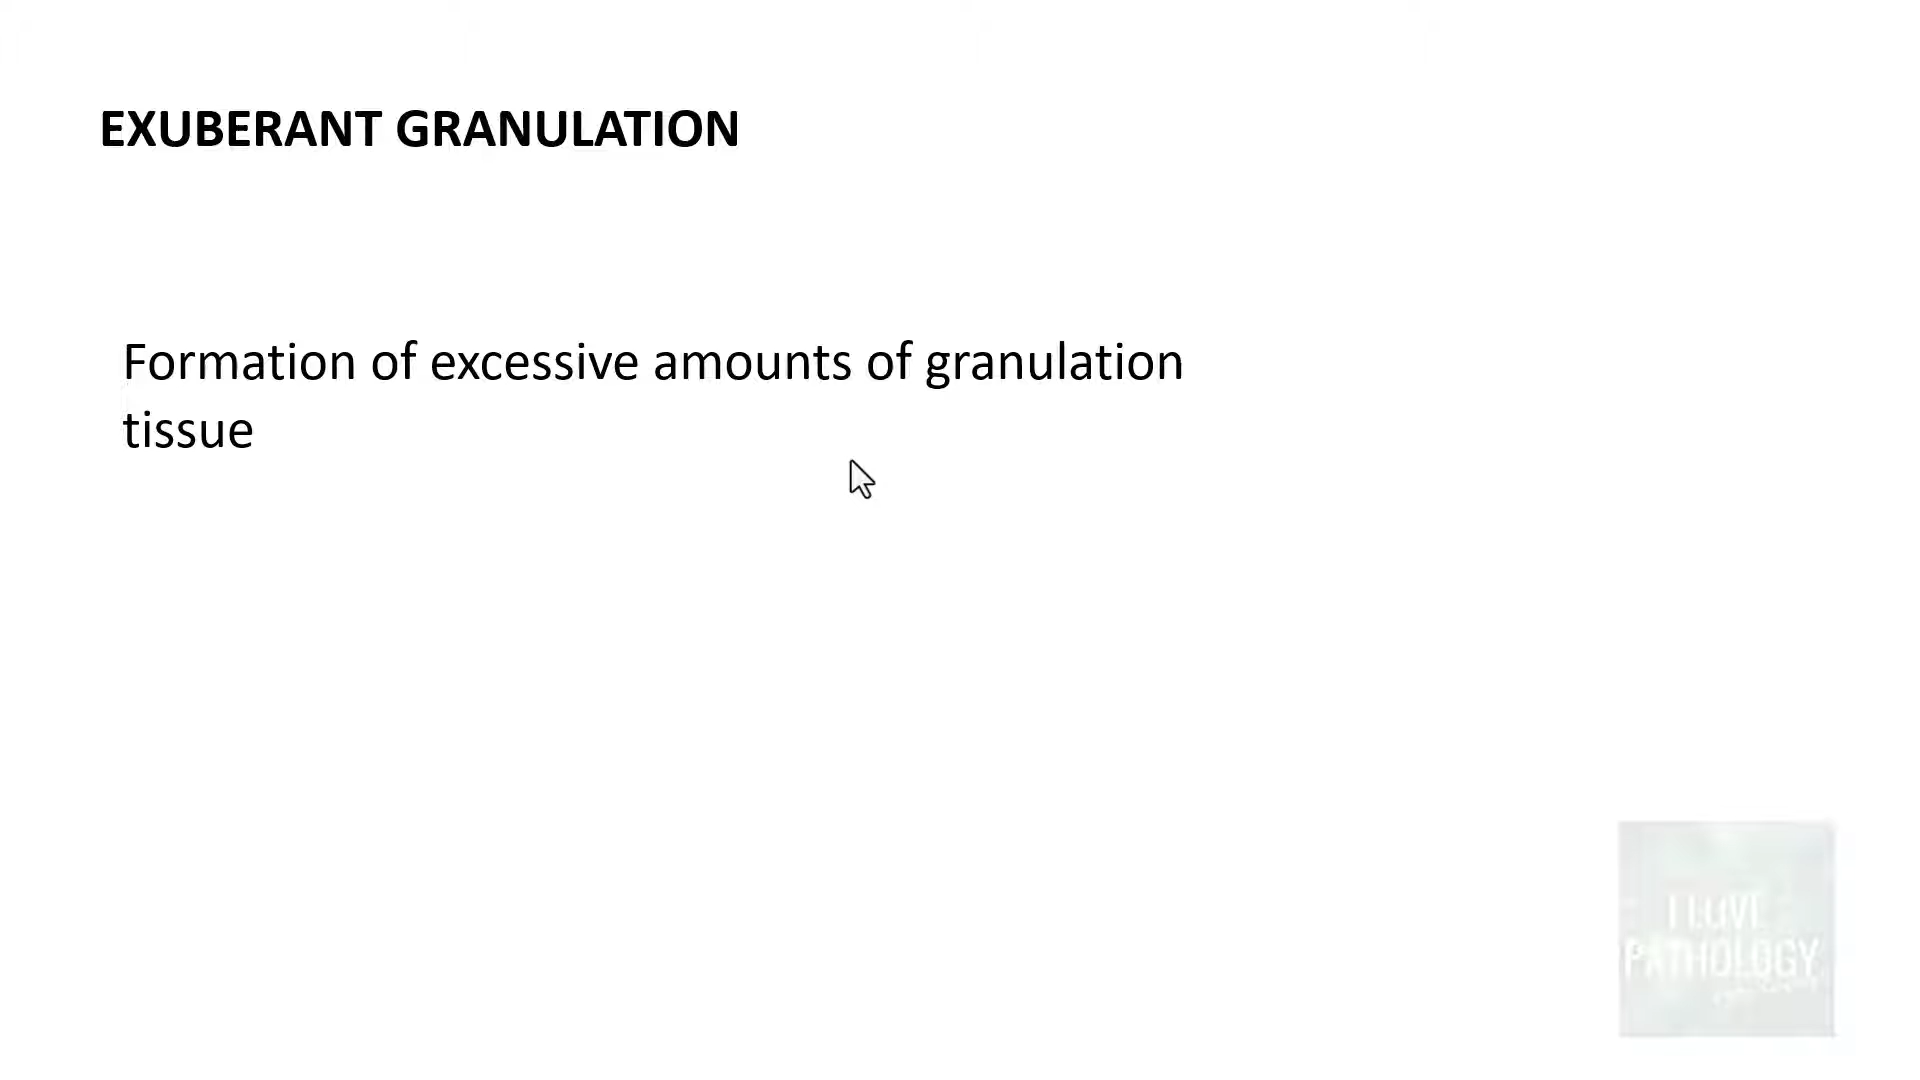 EXUBERANT GRANULATION
Formation of excessive amounts of granulation
tissue
I LOVE
PATHOLOGY